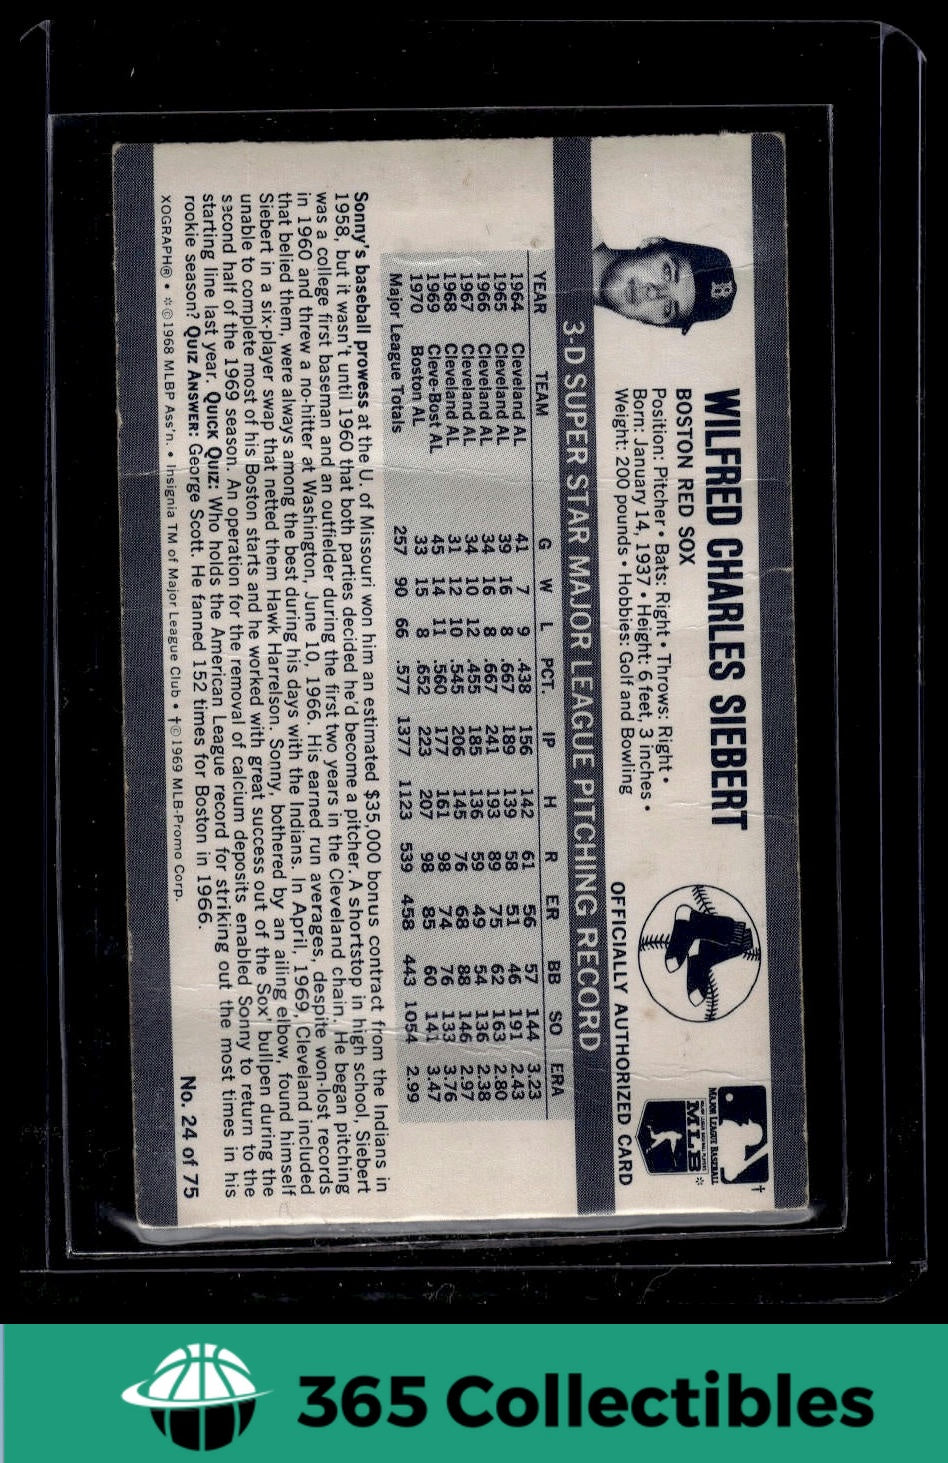 WILFRED CHARLES SIEBERT
BOSTON RED SOX
Position: Pitcher • Bats: Right • Throws: Right •
Born: January 14, 1937 • Height: 6 feet, 3 inches •
Weight: 200 pounds • Hobbies: Golf and Bowling
B
MAJOR LEAGUE BASEBALL
†
MLB
*
OFFICIALLY AUTHORIZED CARD
3-D SUPER STAR MAJOR LEAGUE PITCHING RECORD
YEAR TEAM G W L PCT. IP H R ER BB SO ERA
1964 Cleveland AL 41 7 9 .438 156 142 61 56 57 144 3.23
1965 Cleveland AL 39 16 8 .667 189 139 58 51 46 191 2.43
1966 Cleveland AL 34 16 8 .667 241 193 89 75 62 163 2.80
1967 Cleveland AL 34 10 12 .455 185 136 59 49 54 136 2.38
1968 Cleveland AL 31 12 10 .545 206 145 76 68 88 146 2.97
1969 Cleve-Bost AL 45 14 11 .560 177 161 98 74 76 133 3.76
1970 Boston AL 33 15 8 .652 223 207 98 85 60 141 3.47
Major League Totals 257 90 66 .577 1377 1123 539 458 443 1054 2.99
Sonny's baseball prowess at the U. of Missouri won him an estimated $35,000 bonus contract from the Indians in
1958, but it wasn't until 1960 that both parties decided he'd become a pitcher. A shortstop in high school, Siebert
was a college first baseman and an outfielder during the first two years in the Cleveland chain. He began pitching
in 1960 and threw a no-hitter at Washington, June 10, 1966. His earned run averages, despite won-lost records
that belied them, were always among the best during his days with the Indians. In April, 1969, Cleveland included
Siebert in a six-player swap that netted them Hawk Harrelson. Sonny, bothered by an ailing elbow, found himself
unable to complete most of his Boston starts and he worked with great success out of the Sox' bullpen during the
second half of the 1969 season. An operation for the removal of calcium deposits enabled Sonny to return to the
starting line last year. QUICK QUIZ: Who holds the American League record for striking out the most times in his
rookie season? QUIZ ANSWER: George Scott. He fanned 152 times for Boston in 1966.
No. 24 of 75
XOGRAPH® • *©1968 MLBP Ass'n. • Insignia TM of Major League Club • †© 1969 MLB-Promo Corp.
365 Collectibles